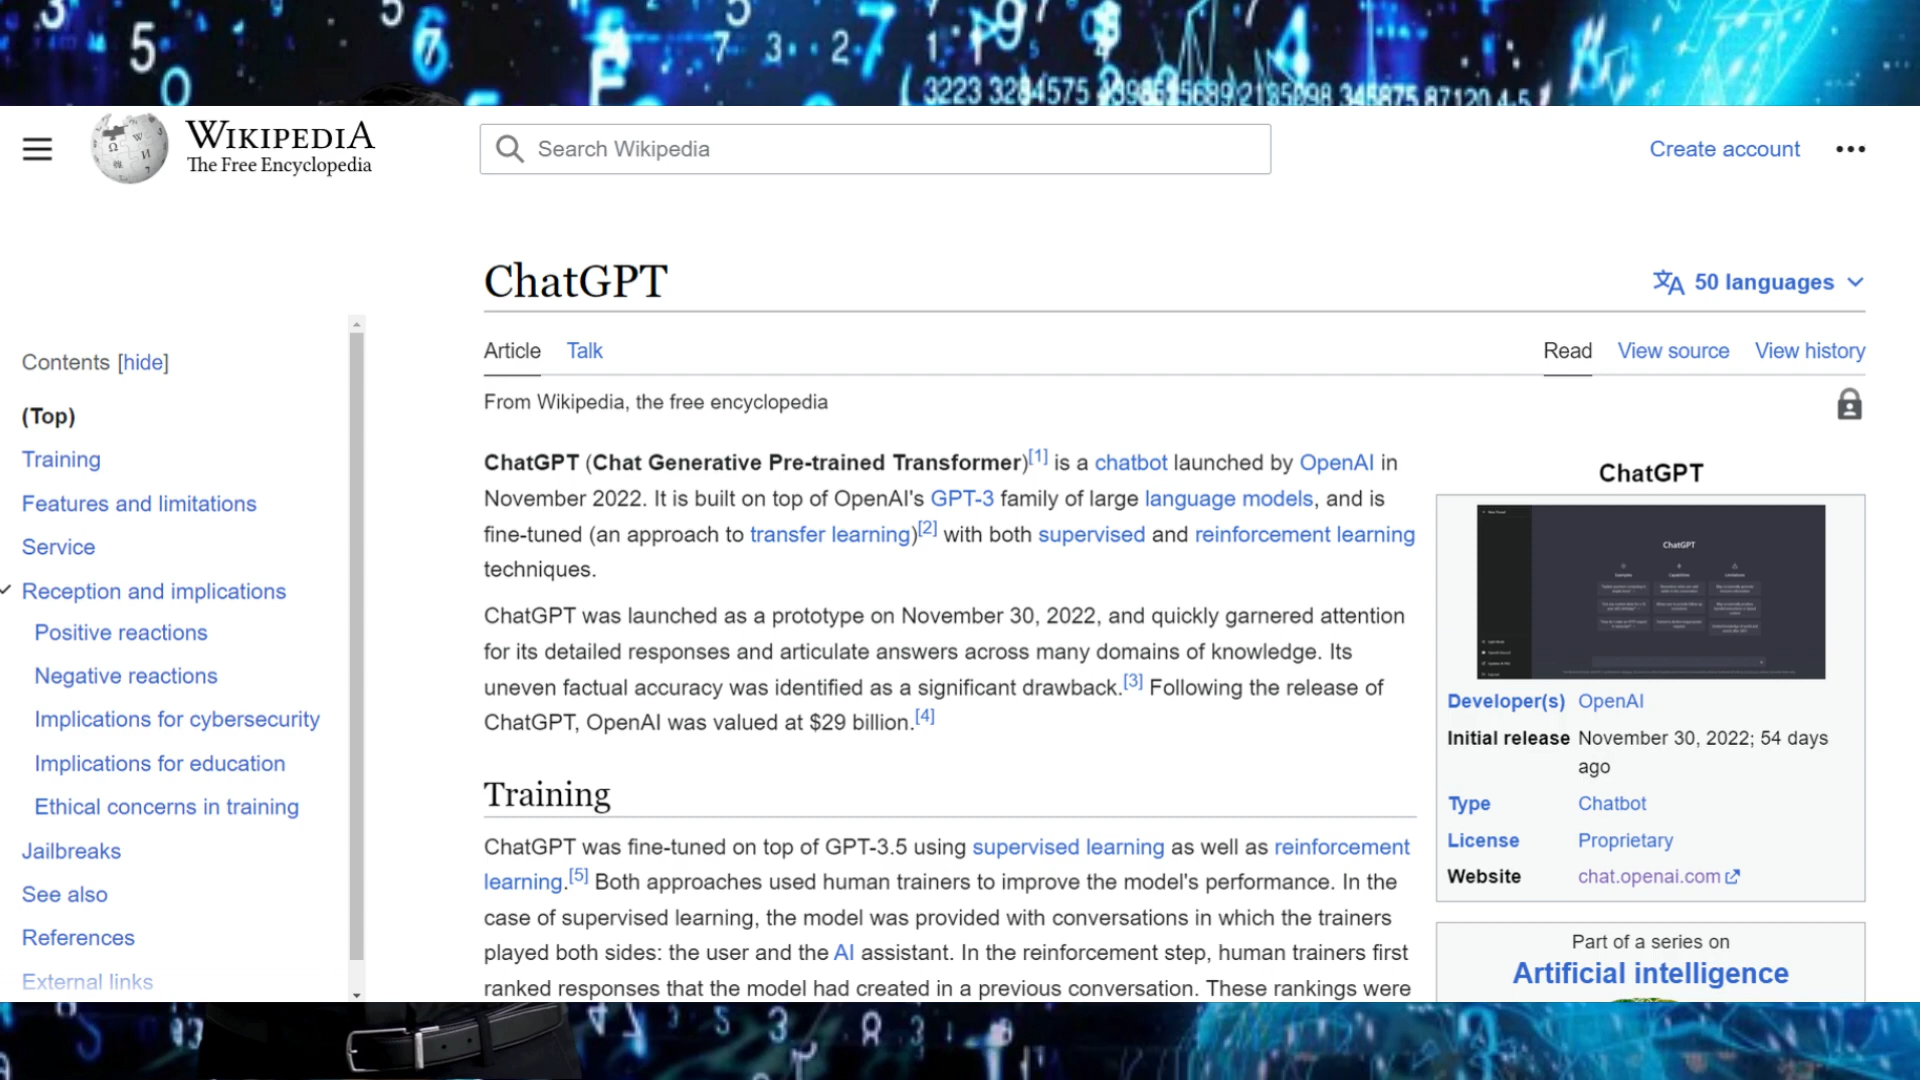 WIKIPEDIA
The Free Encyclopedia
Search Wikipedia
Create account
ChatGPT
50 languages
Contents [hide]
(Top)
Training
Features and limitations
Service
Reception and implications
Positive reactions
Negative reactions
Implications for cybersecurity
Implications for education
Ethical concerns in training
Jailbreaks
See also
References
External links
Article Talk
Read View source View history
From Wikipedia, the free encyclopedia
ChatGPT (Chat Generative Pre-trained Transformer)[1] is a chatbot launched by OpenAI in
November 2022. It is built on top of OpenAI's GPT-3 family of large language models, and is
fine-tuned (an approach to transfer learning)[2] with both supervised and reinforcement learning
techniques.
ChatGPT was launched as a prototype on November 30, 2022, and quickly garnered attention
for its detailed responses and articulate answers across many domains of knowledge. Its
uneven factual accuracy was identified as a significant drawback.[3] Following the release of
ChatGPT, OpenAI was valued at $29 billion.[4]
Training
ChatGPT was fine-tuned on top of GPT-3.5 using supervised learning as well as reinforcement
learning.[5] Both approaches used human trainers to improve the model's performance. In the
case of supervised learning, the model was provided with conversations in which the trainers
played both sides: the user and the AI assistant. In the reinforcement step, human trainers first
ranked responses that the model had created in a previous conversation. These rankings were
ChatGPT
ChatGPT
Developer(s) OpenAI
Initial release November 30, 2022; 54 days
ago
Type Chatbot
License Proprietary
Website chat.openai.com
Part of a series on
Artificial intelligence